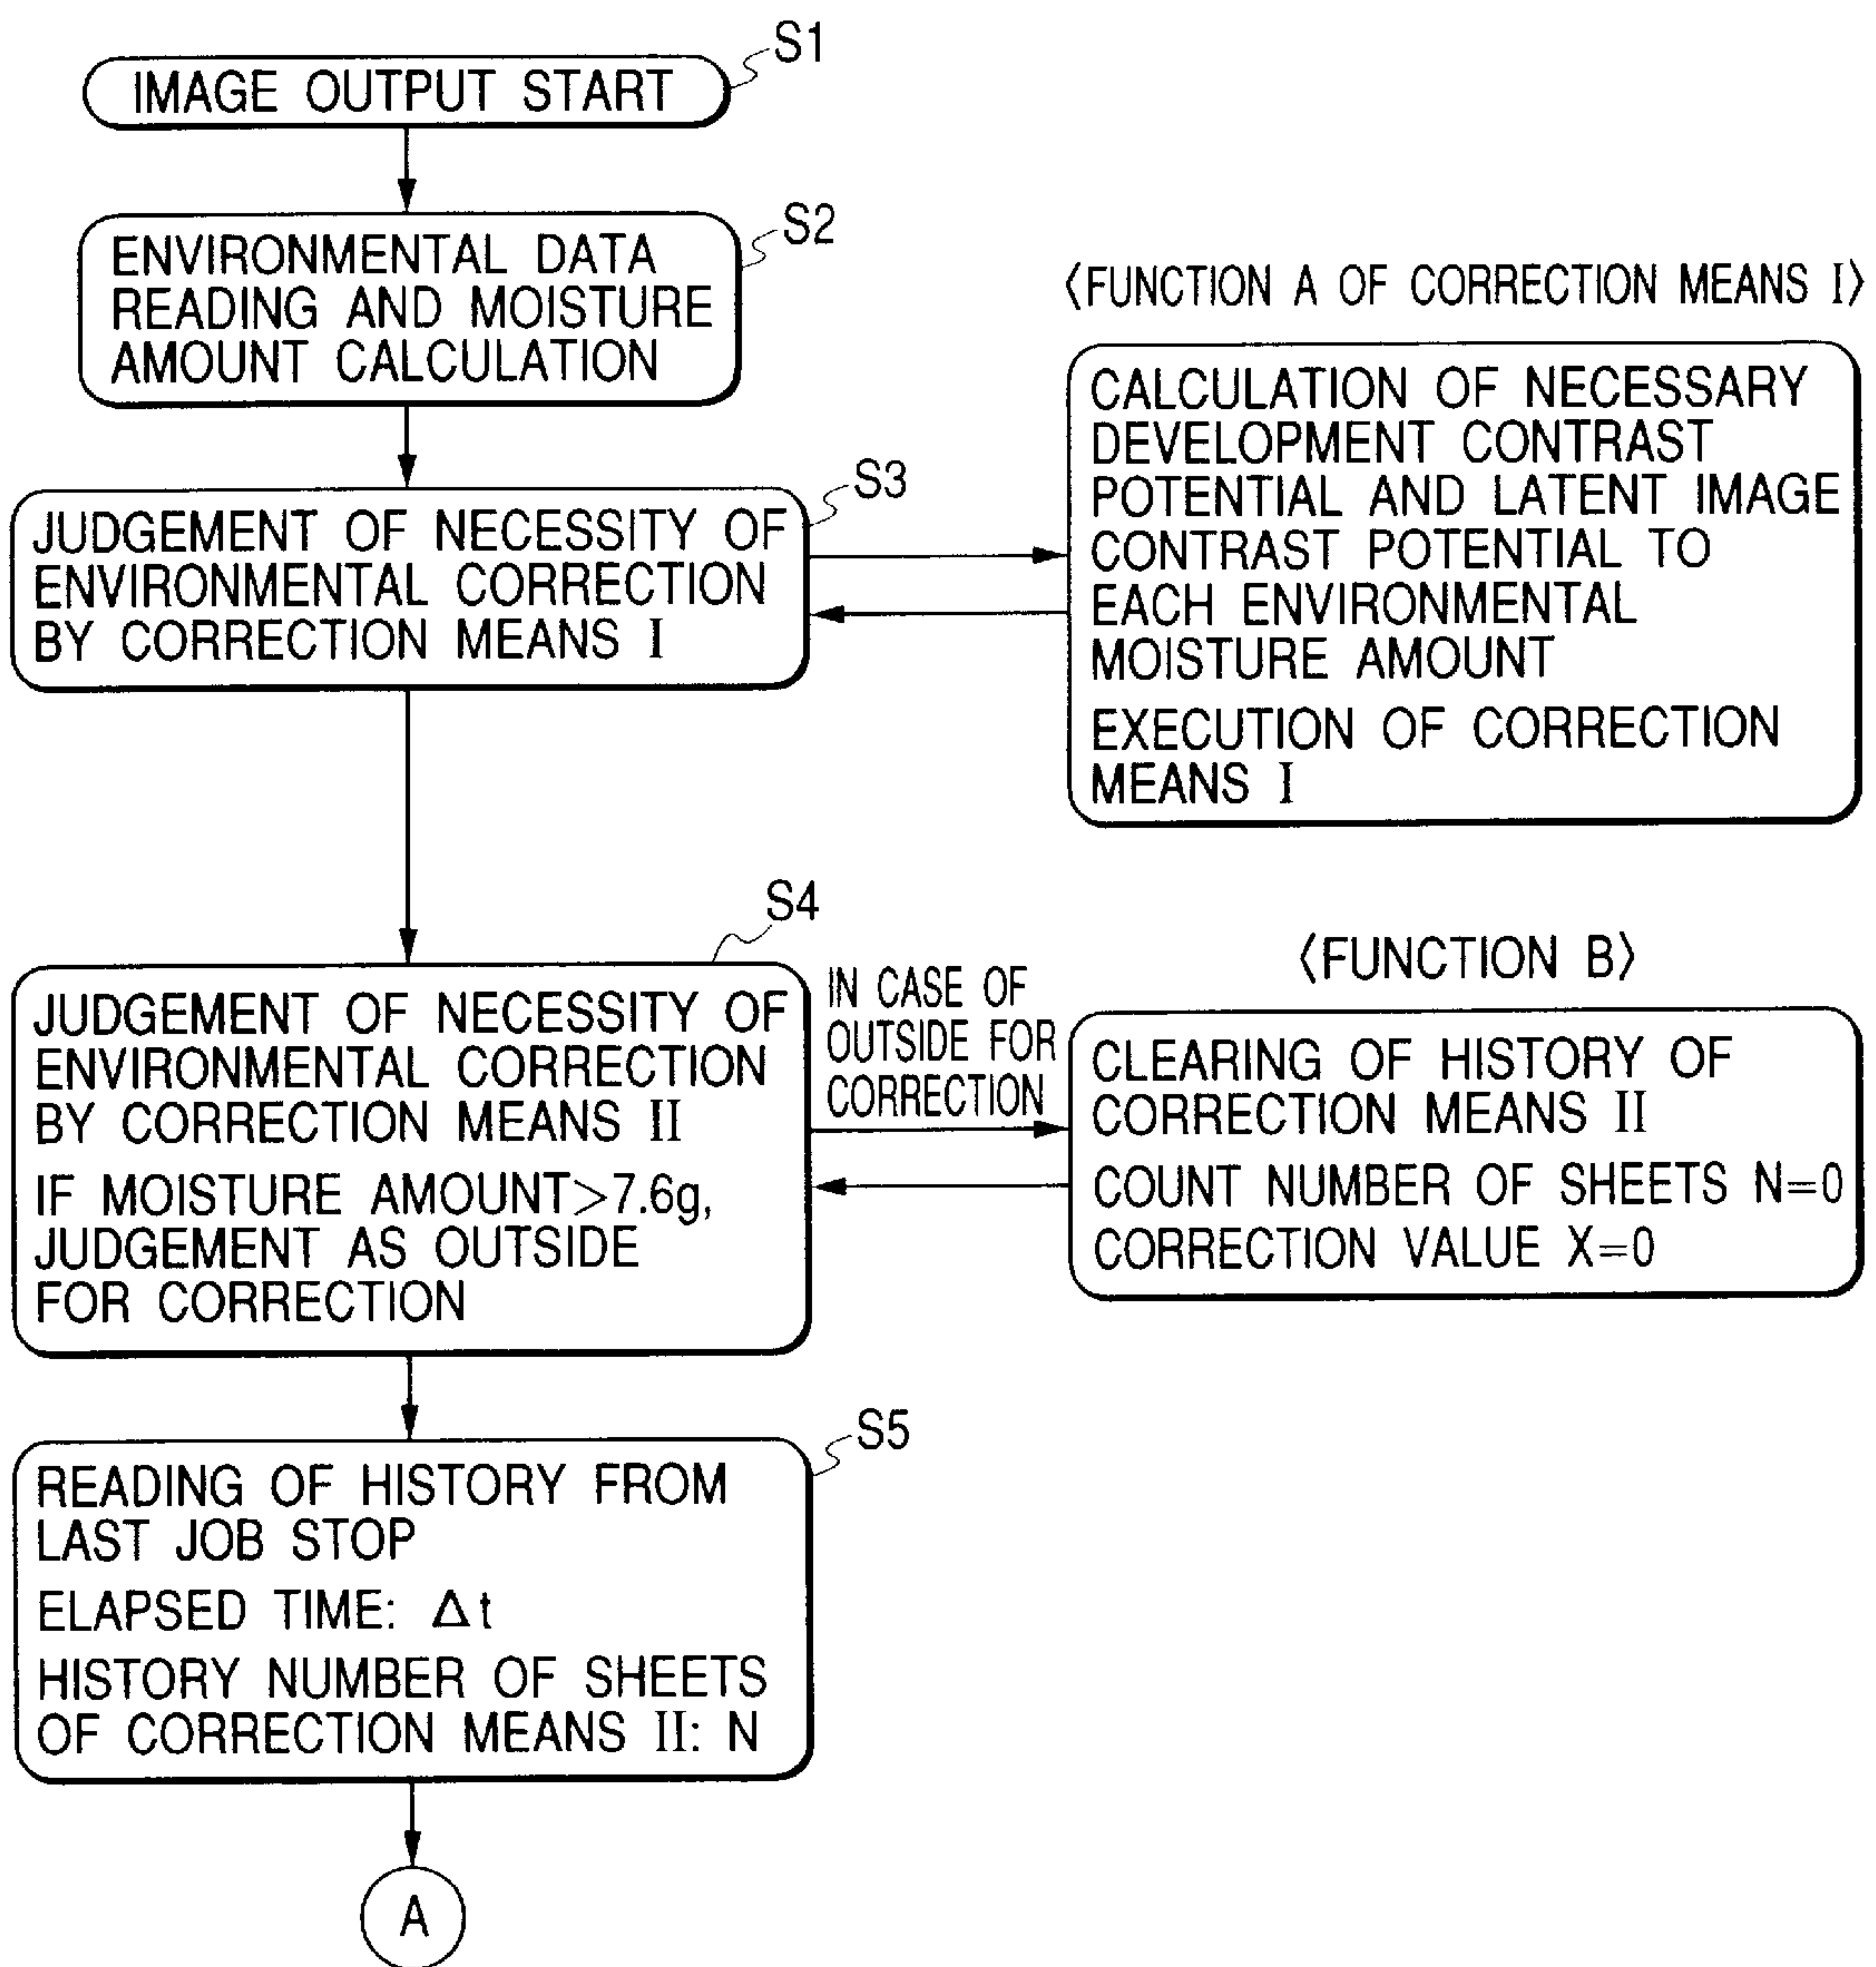 S1
IMAGE OUTPUT START
S2
ENVIRONMENTAL DATA
READING AND MOISTURE
AMOUNT CALCULATION
S3
JUDGEMENT OF NECESSITY OF
ENVIRONMENTAL CORRECTION
BY CORRECTION MEANS I
〈FUNCTION A OF CORRECTION MEANS I〉
CALCULATION OF NECESSARY
DEVELOPMENT CONTRAST
POTENTIAL AND LATENT IMAGE
CONTRAST POTENTIAL TO
EACH ENVIRONMENTAL
MOISTURE AMOUNT
EXECUTION OF CORRECTION
MEANS I
S4
JUDGEMENT OF NECESSITY OF
ENVIRONMENTAL CORRECTION
BY CORRECTION MEANS II
IF MOISTURE AMOUNT>7.6g,
JUDGEMENT AS OUTSIDE
FOR CORRECTION
IN CASE OF
OUTSIDE FOR
CORRECTION
〈FUNCTION B〉
CLEARING OF HISTORY OF
CORRECTION MEANS II
COUNT NUMBER OF SHEETS N=0
CORRECTION VALUE X=0
S5
READING OF HISTORY FROM
LAST JOB STOP
ELAPSED TIME: Δt
HISTORY NUMBER OF SHEETS
OF CORRECTION MEANS II: N
A